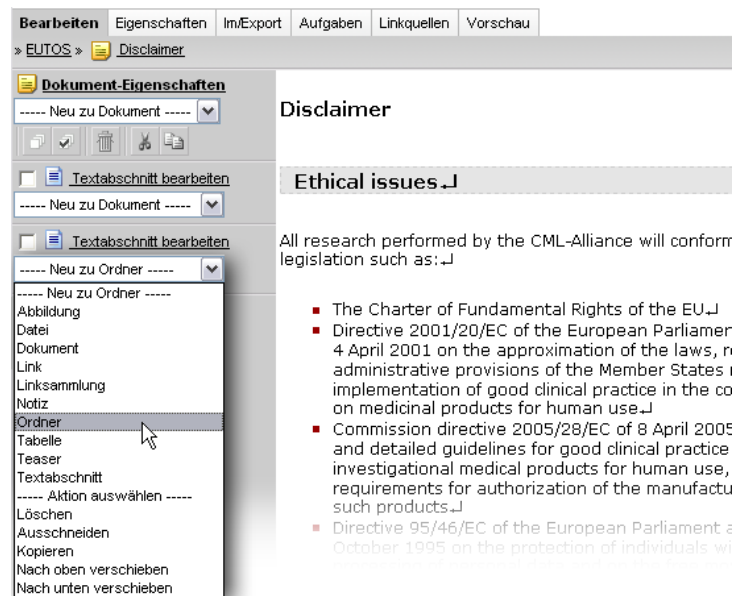 Bearbeiten Eigenschaften Im/Export Aufgaben Linkquellen Vorschau
» EUTOS » Disclaimer
Dokument-Eigenschaften
----- Neu zu Dokument -----
Textabschnitt bearbeiten
----- Neu zu Dokument -----
Textabschnitt bearbeiten
----- Neu zu Ordner -----
----- Neu zu Ordner -----
Abbildung
Datei
Dokument
Link
Linksammlung
Notiz
Ordner
Tabelle
Teaser
Textabschnitt
----- Aktion auswählen -----
Löschen
Ausschneiden
Kopieren
Nach oben verschieben
Nach unten verschieben
Disclaimer
Ethical issues↵
All research performed by the CML-Alliance will conform
legislation such as:↵
The Charter of Fundamental Rights of the EU↵
Directive 2001/20/EC of the European Parliamen
4 April 2001 on the approximation of the laws, r
administrative provisions of the Member States
implementation of good clinical practice in the co
on medicinal products for human use↵
Commission directive 2005/28/EC of 8 April 2005
and detailed guidelines for good clinical practice
investigational medical products for human use,
requirements for authorization of the manufactu
such products↵
Directive 95/46/EC of the European Parliament a
October 1995 on the protection of individuals wi